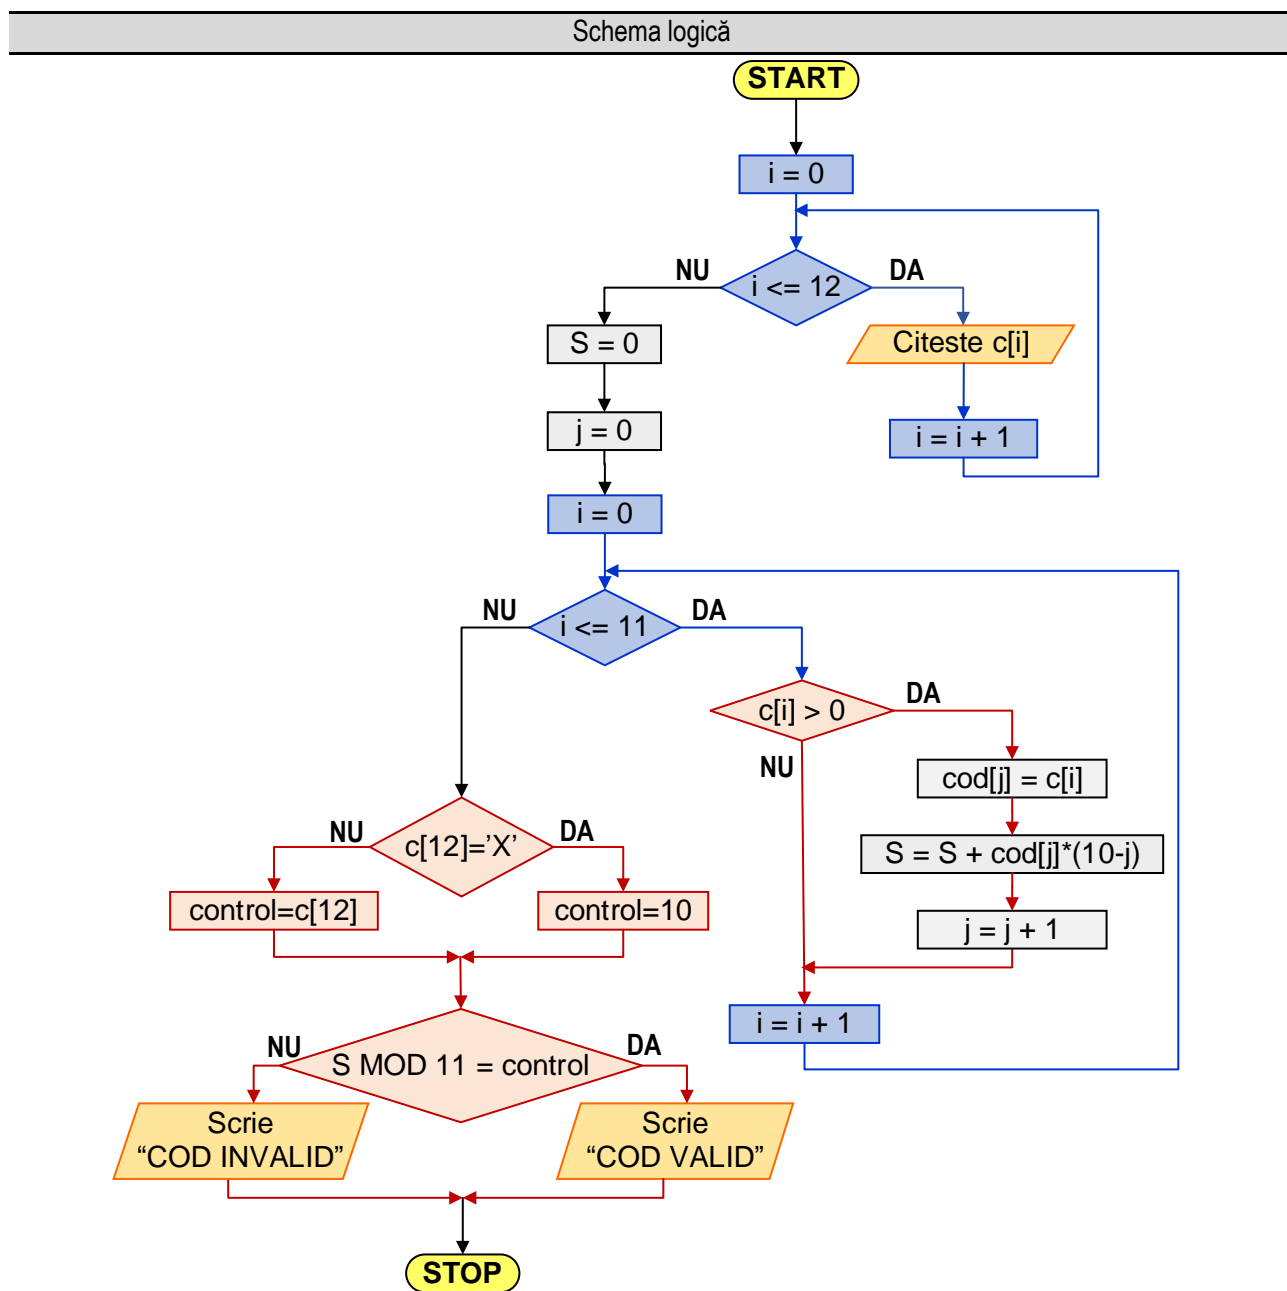 Schema logică
START
i = 0
NU
DA
i <= 12
S = 0
Citeste c[i]
j = 0
i = i + 1
i = 0
NU
DA
i <= 11
c[i] > 0
DA
NU
cod[j] = c[i]
NU
DA
c[12]=’X’
S = S + cod[j]*(10-j)
control=c[12]
control=10
j = j + 1
i = i + 1
NU
DA
S MOD 11 = control
Scrie
“COD INVALID”
Scrie
“COD VALID”
STOP